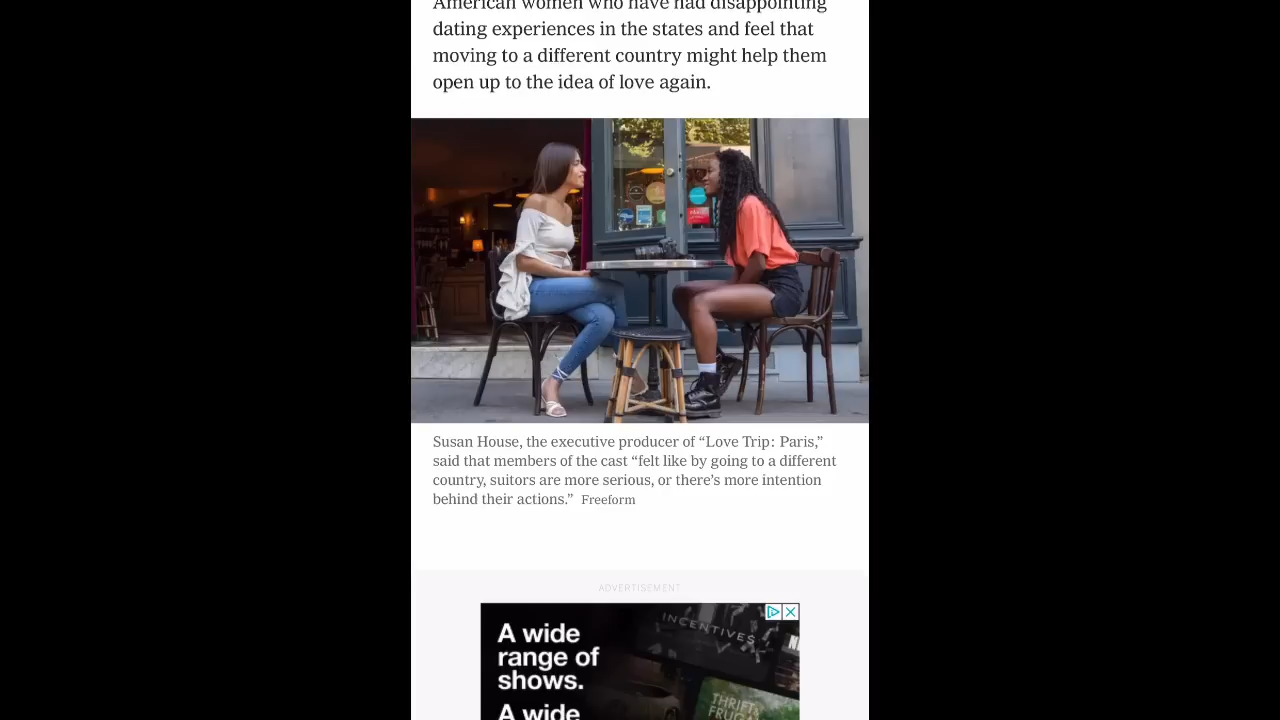 American women who have had disappointing
dating experiences in the states and feel that
moving to a different country might help them
open up to the idea of love again.
Susan House, the executive producer of “Love Trip: Paris,”
said that members of the cast “felt like by going to a different
country, suitors are more serious, or there’s more intention
behind their actions.” Freeform
ADVERTISEMENT
INCENTIVES
A wide
range of
shows.
A wide
THRIFT